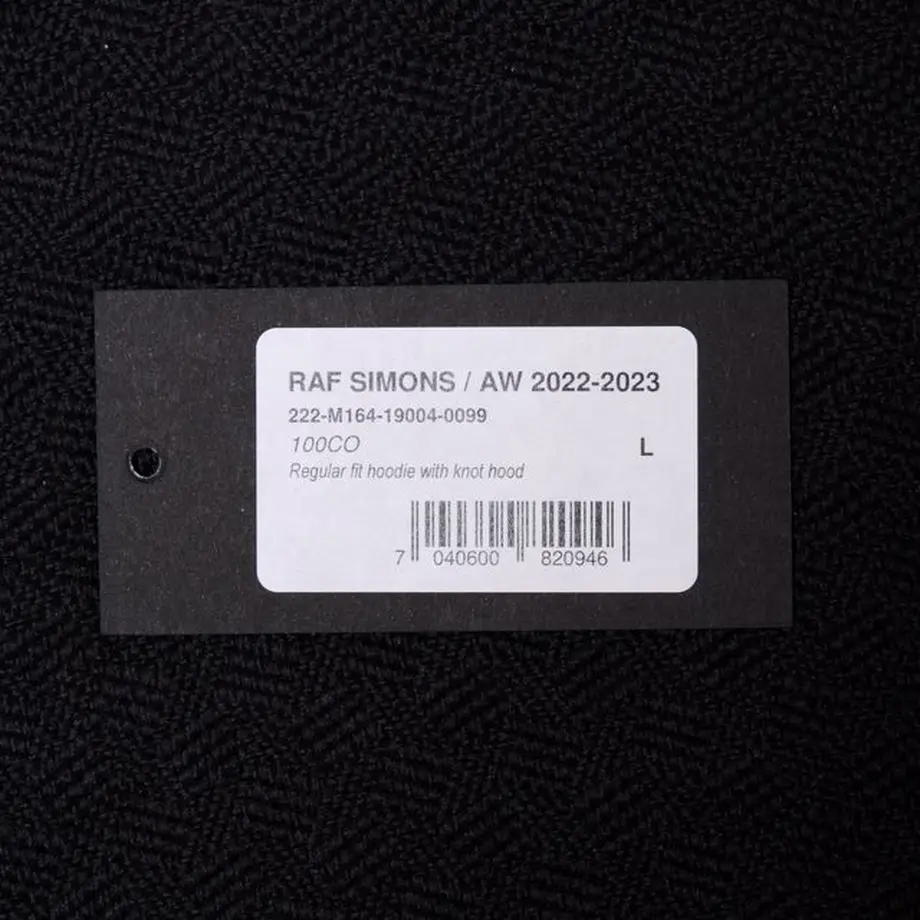 RAF SIMONS / AW 2022-2023
222-M164-19004-0099
100CO
L
Regular fit hoodie with knot hood
7 040600 820946